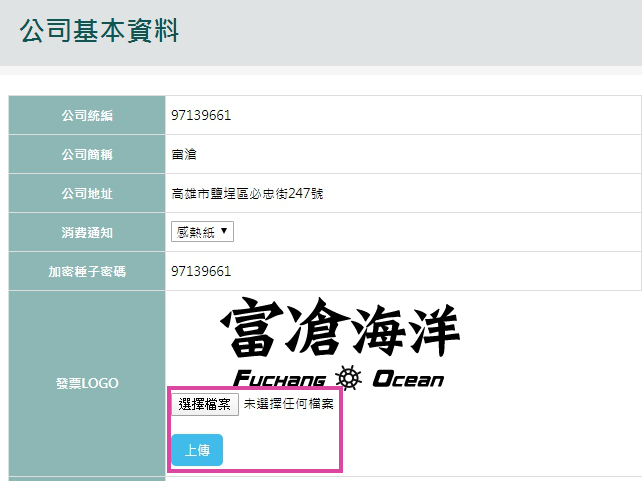 公司基本資料
公司統編 97139661
公司簡稱 富滄
公司地址 高雄市鹽埕區必忠街247號
消費通知 感熱紙 ▼
加密種子密碼 97139661
富滄海洋
Fuchang Ocean
發票LOGO
選擇檔案 未選擇任何檔案
上傳